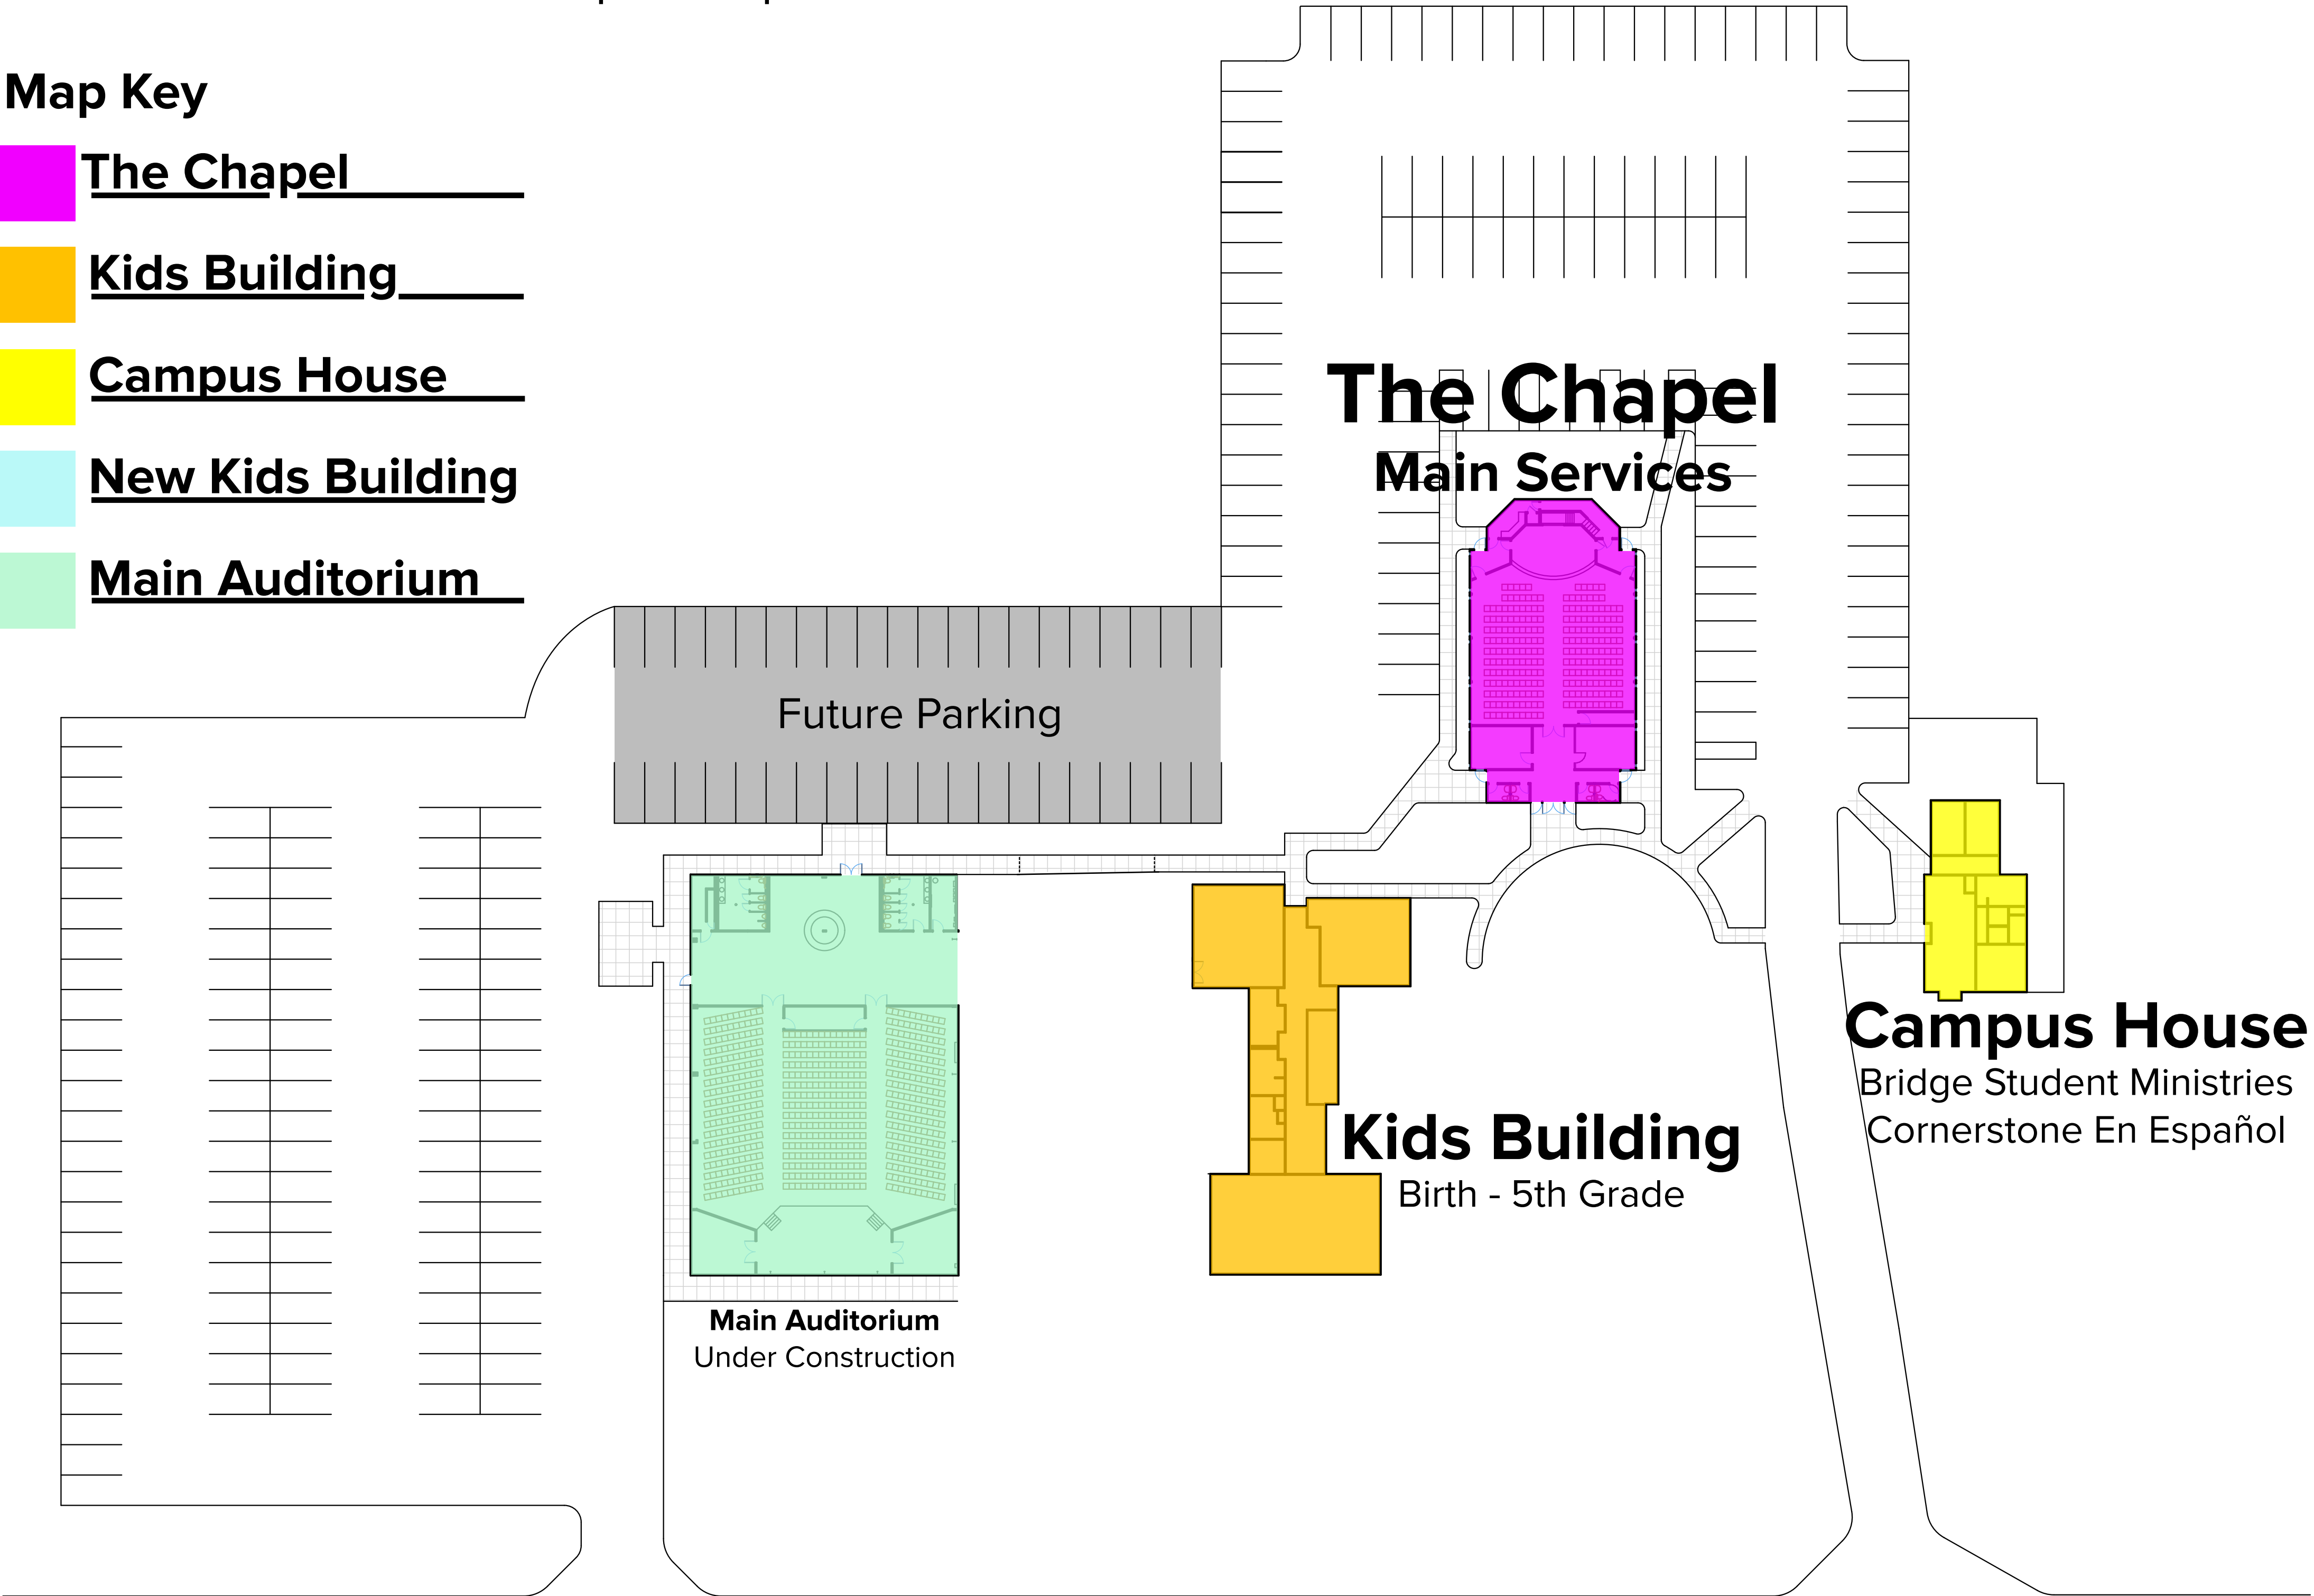 Map Key
The Chapel
Kids Building
Campus House
New Kids Building
Main Auditorium
The Chapel
Main Services
Future Parking
Campus House
Bridge Student Ministries
Cornerstone En Español
Kids Building
Birth - 5th Grade
Main Auditorium
Under Construction